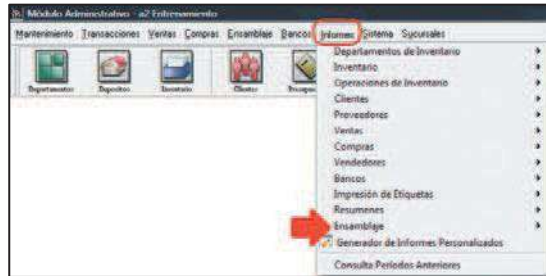 Módulo Administrativo - a2 Entrenamiento
Mantenimiento Transacciones Ventas Compras Ensamblaje Bancos Informes Sistema Sucursales
Departamentos Depositos Inventario Clientes
Departamentos de Inventario
Inventario
Operaciones de Inventario
Clientes
Proveedores
Ventas
Compras
Vendedores
Bancos
Impresión de Etiquetas
Resumenes
Ensamblaje
Generador de Informes Personalizados
Consulta Periodos Anteriores